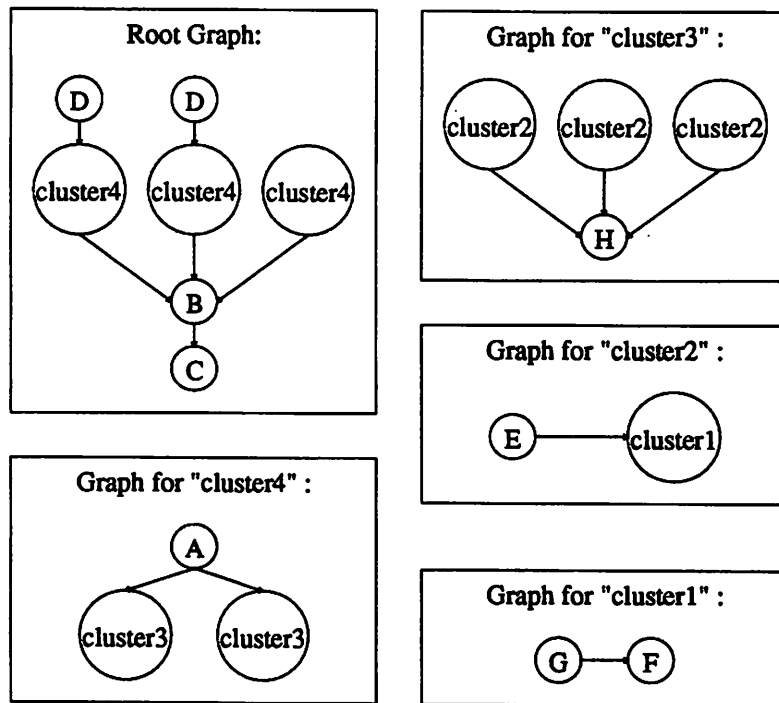 Root Graph:
D D
cluster4 cluster4 cluster4
B
C
Graph for "cluster4" :
A
cluster3 cluster3
Graph for "cluster3" :
cluster2 cluster2 cluster2
H
Graph for "cluster2" :
E cluster1
Graph for "cluster1" :
G F